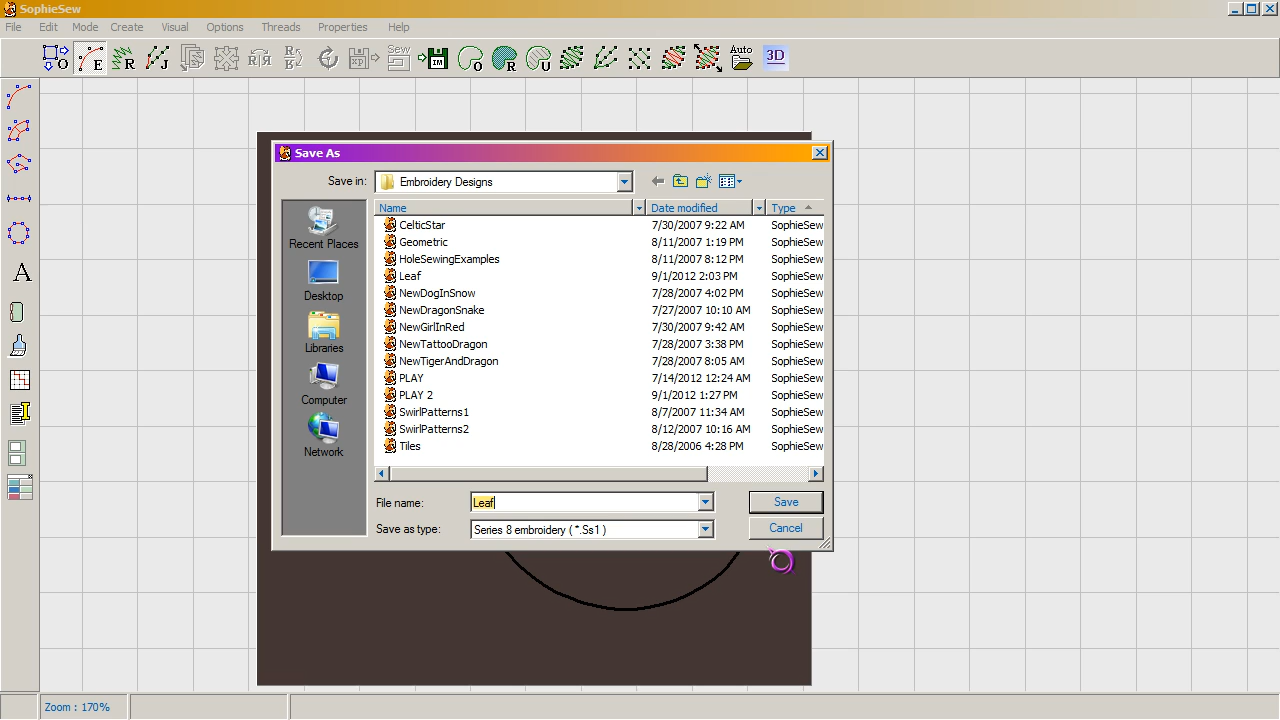 SophieSew
File Edit Mode Create Visual Options Threads Properties Help
O E R J R R R xp Sew IM O R U Auto 3D
A
Save As
Save in: Embroidery Designs
Name Date modified Type
CelticStar 7/30/2007 9:22 AM SophieSew
Geometric 8/11/2007 1:19 PM SophieSew
HoleSewingExamples 8/11/2007 8:12 PM SophieSew
Leaf 9/1/2012 2:03 PM SophieSew
NewDogInSnow 7/28/2007 4:02 PM SophieSew
NewDragonSnake 7/27/2007 10:10 AM SophieSew
NewGirlInRed 7/30/2007 9:42 AM SophieSew
NewTattooDragon 7/28/2007 3:38 PM SophieSew
NewTigerAndDragon 7/28/2007 8:05 AM SophieSew
PLAY 7/14/2012 12:24 AM SophieSew
PLAY 2 9/1/2012 1:27 PM SophieSew
SwirlPatterns1 8/7/2007 11:34 AM SophieSew
SwirlPatterns2 8/12/2007 10:16 AM SophieSew
Tiles 8/28/2006 4:28 PM SophieSew
Recent Places
Desktop
Libraries
Computer
Network
File name: Leaf Save
Save as type: Series 8 embroidery ( *.Ss1 ) Cancel
Zoom : 170%